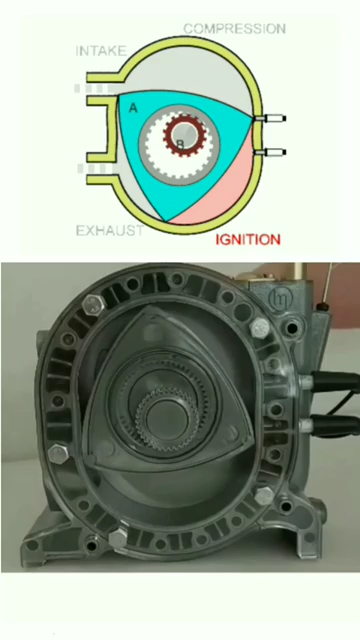 COMPRESSION
INTAKE
A
B
EXHAUST
IGNITION